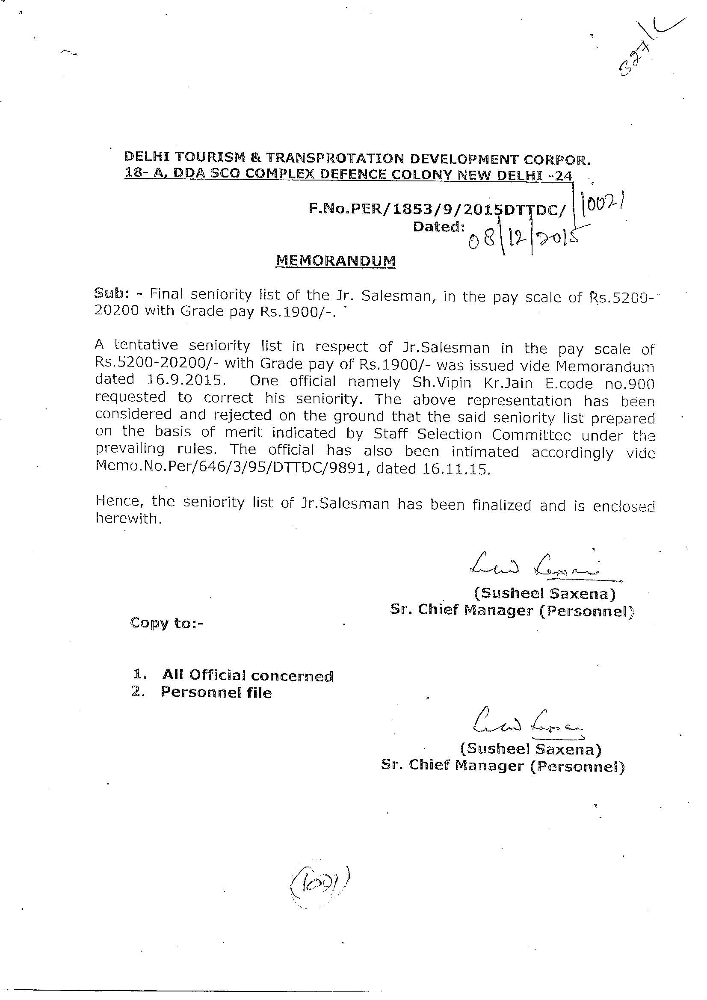 327/C
DELHI TOURISM & TRANSPROTATION DEVELOPMENT CORPOR.
18- A, DDA SCO COMPLEX DEFENCE COLONY NEW DELHI -24
F.No.PER/1853/9/2015DTTDC/ 10021
Dated: 08/12/2015
MEMORANDUM
Sub: - Final seniority list of the Jr. Salesman, in the pay scale of Rs.5200-
20200 with Grade pay Rs.1900/-.
A tentative seniority list in respect of Jr.Salesman in the pay scale of
Rs.5200-20200/- with Grade pay of Rs.1900/- was issued vide Memorandum
dated 16.9.2015. One official namely Sh.Vipin Kr.Jain E.code no.900
requested to correct his seniority. The above representation has been
considered and rejected on the ground that the said seniority list prepared
on the basis of merit indicated by Staff Selection Committee under the
prevailing rules. The official has also been intimated accordingly vide
Memo.No.Per/646/3/95/DTTDC/9891, dated 16.11.15.
Hence, the seniority list of Jr.Salesman has been finalized and is enclosed
herewith.
(Susheel Saxena)
Sr. Chief Manager (Personnel)
Copy to:-
1. All Official concerned
2. Personnel file
(Susheel Saxena)
Sr. Chief Manager (Personnel)